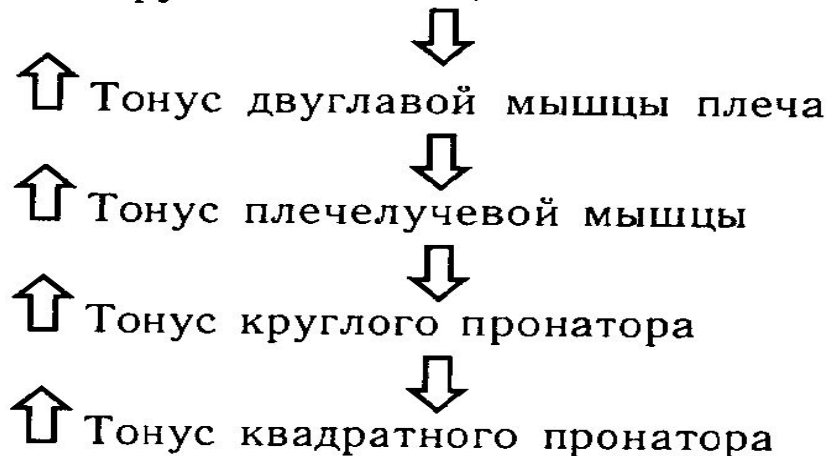 Тонус двуглавой мышцы плеча
Тонус плечелучевой мышцы
Тонус круглого пронатора
Тонус квадратного пронатора